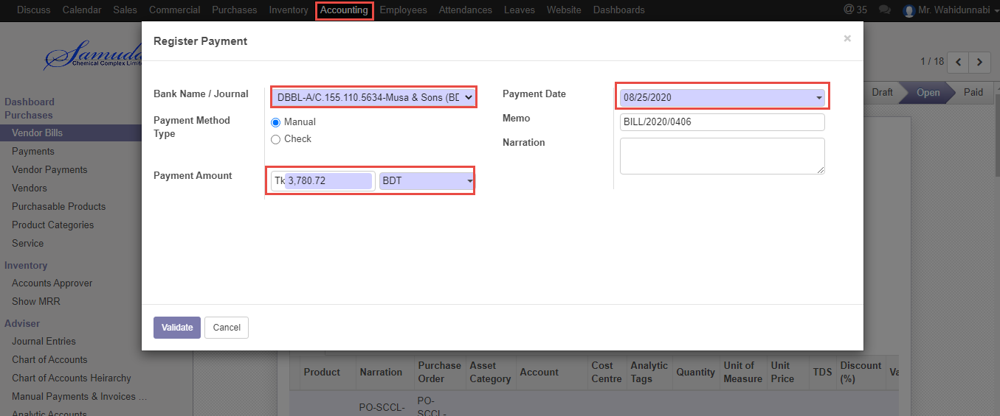 Discuss Calendar Sales Commercial Purchases Inventory Accounting Employees Attendances Leaves Website Dashboards @ 35 Mr. Wahidunnabi
Register Payment ×
Samuda
Chemical Complex Limite
1 / 18
Bank Name / Journal DBBL-A/C.155.110.5634-Musa & Sons (BD
Payment Date 08/25/2020
Draft Open Paid
Dashboard
Purchases
Vendor Bills
Payments
Vendor Payments
Vendors
Purchasable Products
Product Categories
Service
Inventory
Accounts Approver
Show MRR
Adviser
Journal Entries
Chart of Accounts
Chart of Accounts Heirarchy
Manual Payments & Invoices ...
Analytic Accounts
Payment Method
Type
Manual
Check
Memo BILL/2020/0406
Narration
Payment Amount Tk 3,780.72 BDT
Validate Cancel
Product Narration Purchase
Order Asset
Category Account Cost
Centre Analytic
Tags Quantity Unit of
Measure Unit
Price TDS Discount
(%) Va
PO-SCCL-
PO-
SCCL-